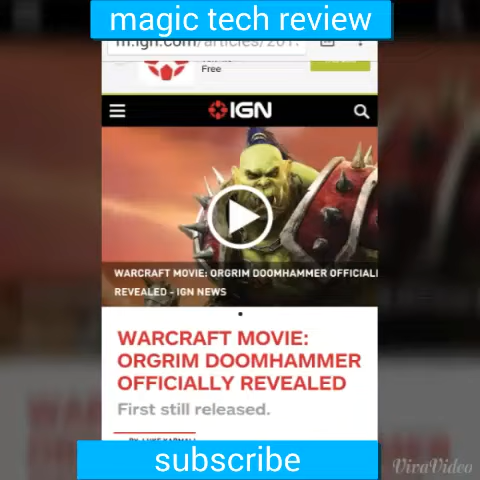 magic tech review
m.ign.com/articles/201
Free
IGN
WARCRAFT MOVIE: ORGRIM DOOMHAMMER OFFICIALL
REVEALED - IGN NEWS
WARCRAFT MOVIE:
ORGRIM DOOMHAMMER
OFFICIALLY REVEALED
First still released.
subscribe
VivaVideo